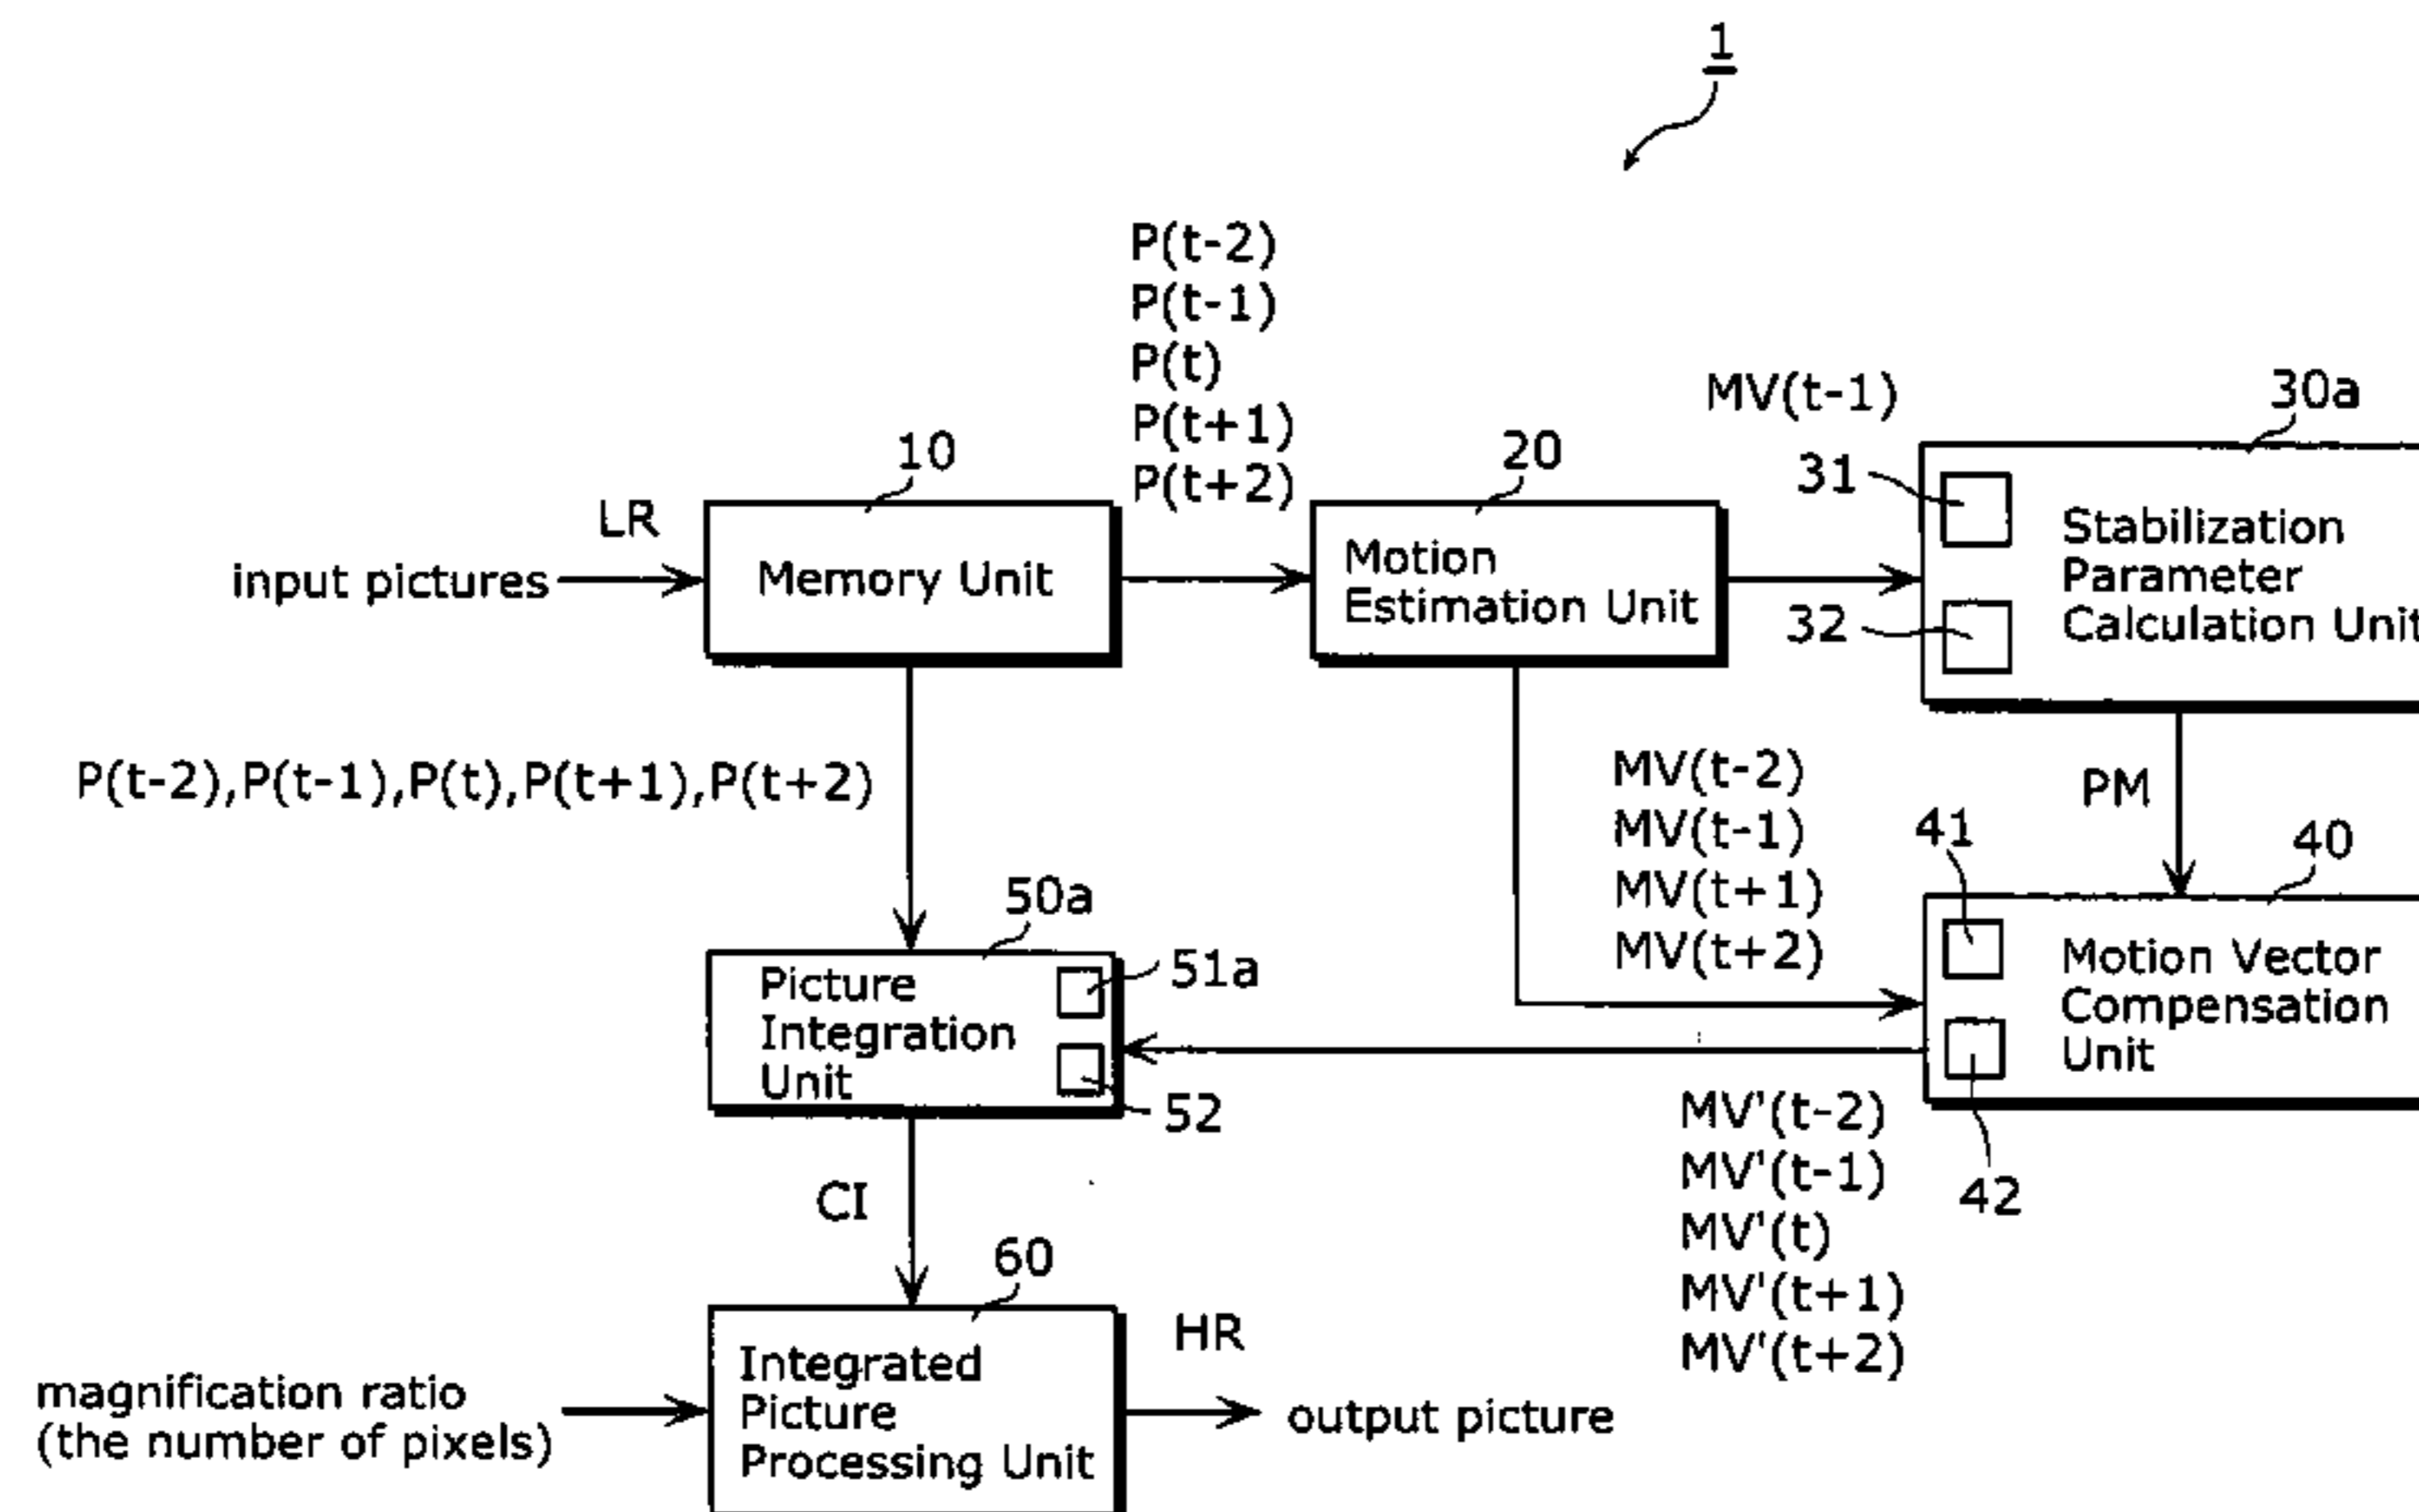 1
P(t-2)
P(t-1)
P(t)
P(t+1)
P(t+2)
MV(t-1)
30a
10
20
31
LR
input pictures
Memory Unit
Motion
Estimation Unit
Stabilization
Parameter
Calculation Unit
32
P(t-2),P(t-1),P(t),P(t+1),P(t+2)
MV(t-2)
MV(t-1)
MV(t+1)
MV(t+2)
PM
41
40
50a
51a
Picture
Integration
Unit
52
Motion Vector
Compensation
Unit
MV'(t-2)
MV'(t-1)
MV'(t)
MV'(t+1)
MV'(t+2)
42
CI
60
HR
magnification ratio
(the number of pixels)
Integrated
Picture
Processing Unit
output picture